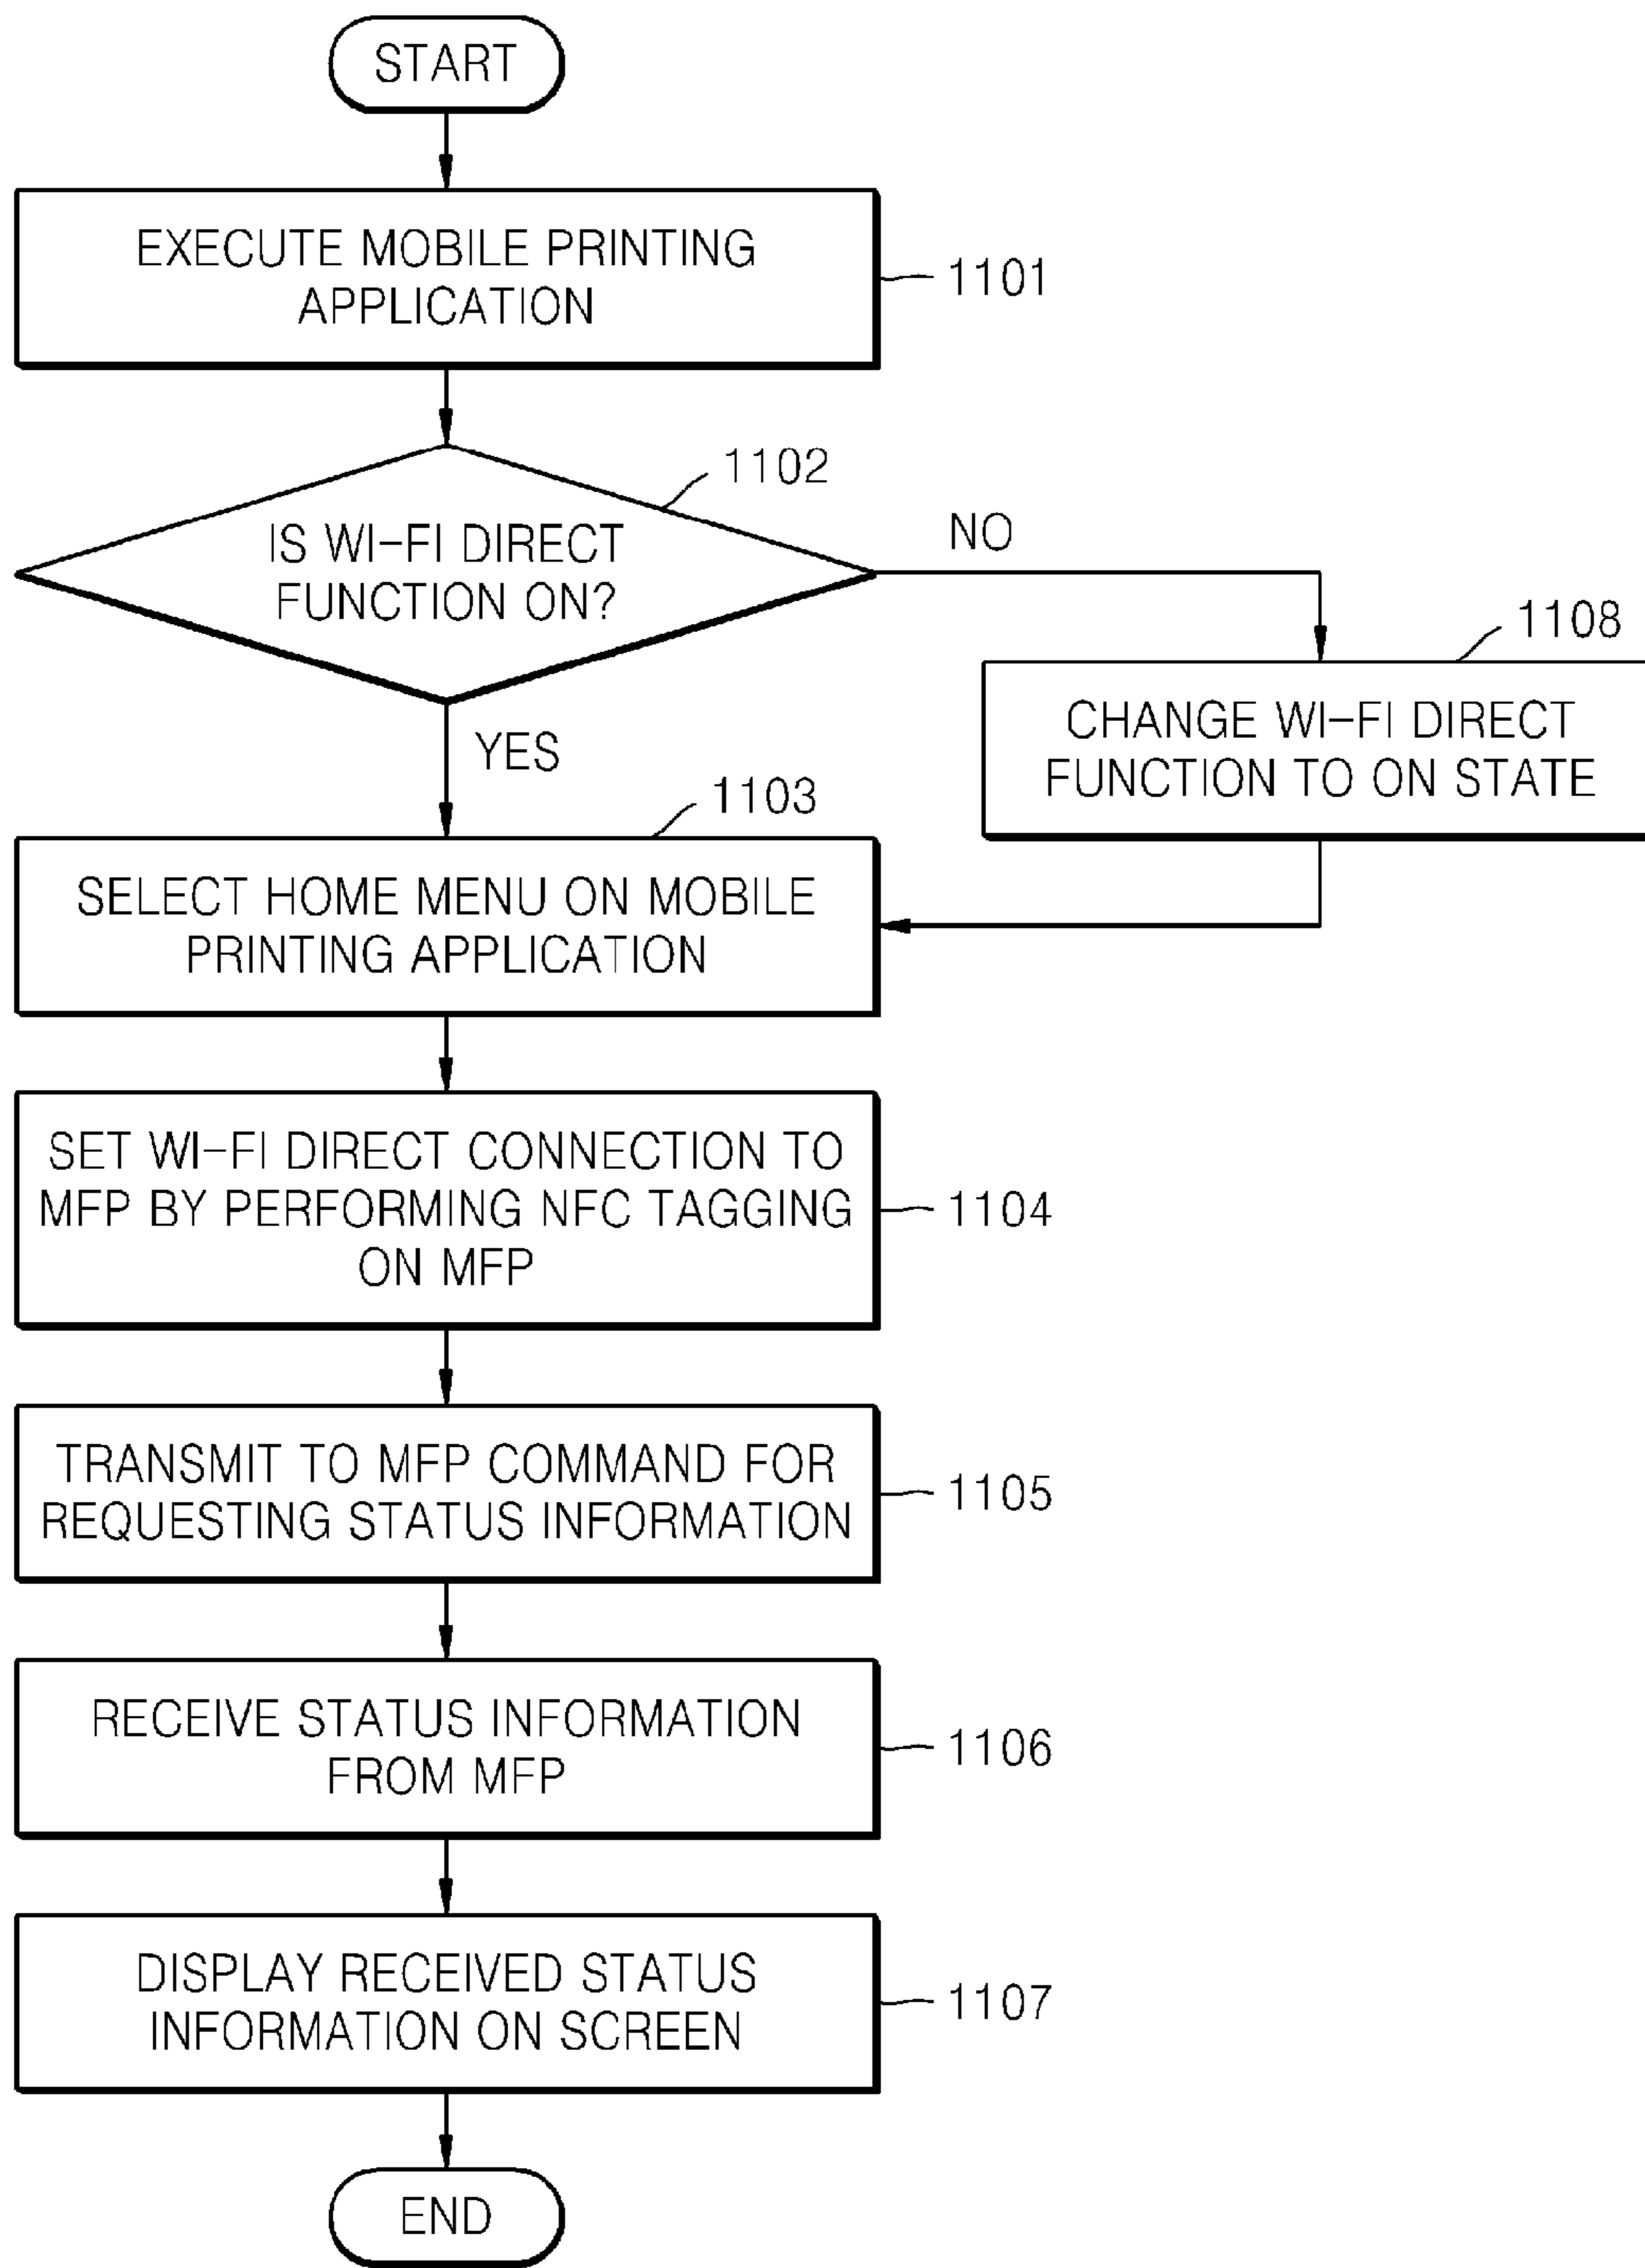 START
EXECUTE MOBILE PRINTING
APPLICATION
1101
1102
IS WI-FI DIRECT
FUNCTION ON?
NO
YES
1108
CHANGE WI-FI DIRECT
FUNCTION TO ON STATE
1103
SELECT HOME MENU ON MOBILE
PRINTING APPLICATION
SET WI-FI DIRECT CONNECTION TO
MFP BY PERFORMING NFC TAGGING
ON MFP
1104
TRANSMIT TO MFP COMMAND FOR
REQUESTING STATUS INFORMATION
1105
RECEIVE STATUS INFORMATION
FROM MFP
1106
DISPLAY RECEIVED STATUS
INFORMATION ON SCREEN
1107
END